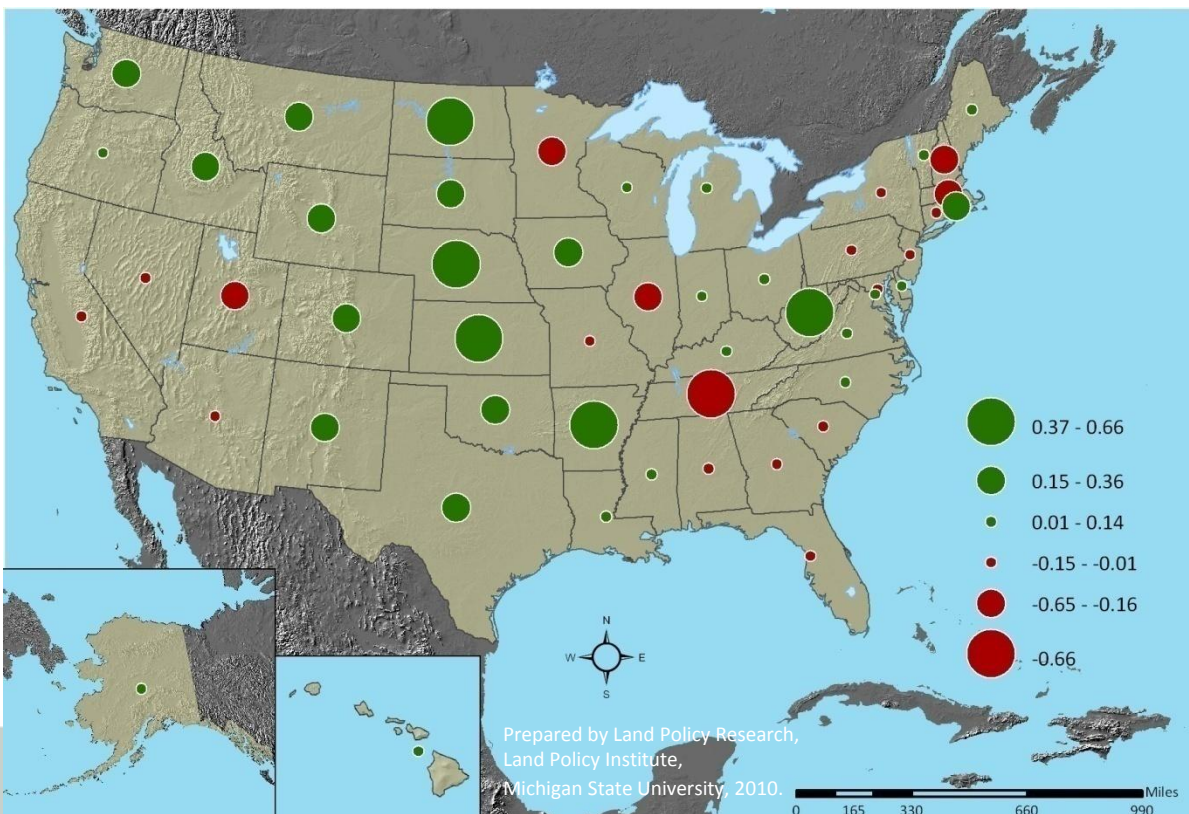 0.37 - 0.66
0.15 - 0.36
0.01 - 0.14
-0.15 - -0.01
-0.65 - -0.16
-0.66
N
W E
S
Prepared by Land Policy Research,
Land Policy Institute,
Michigan State University, 2010.
Miles
0 165 330 660 990